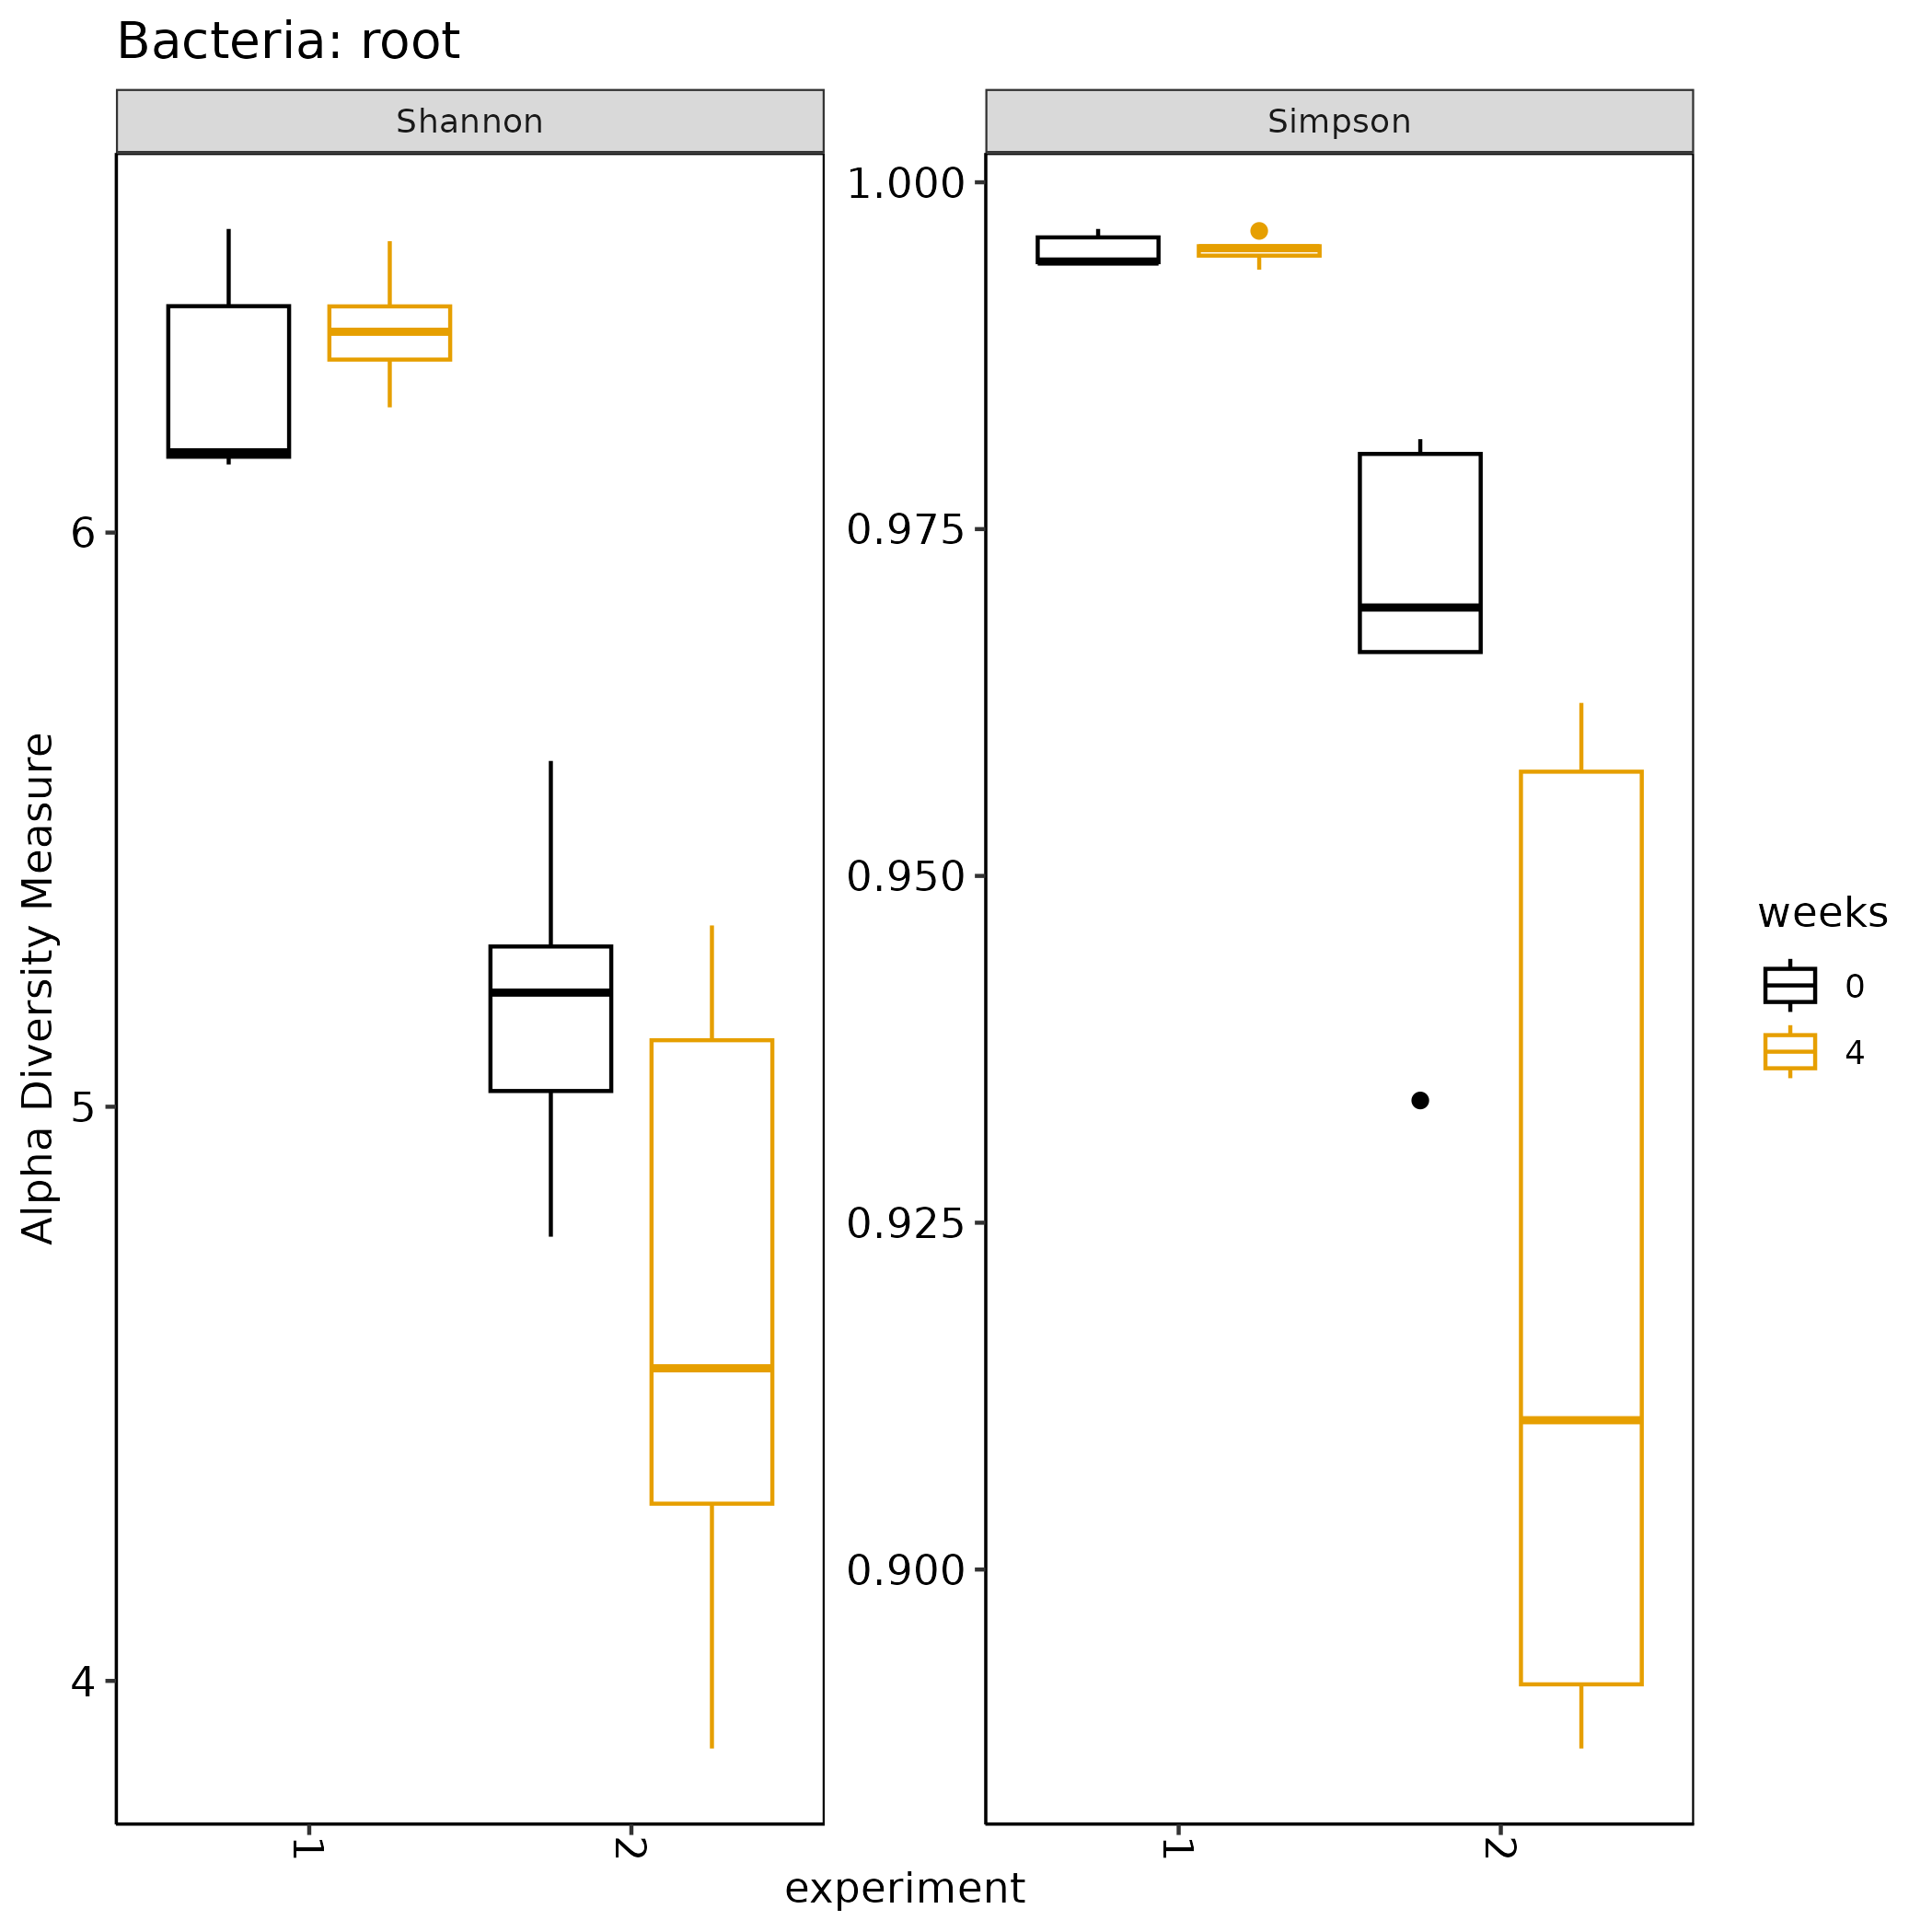 Bacteria: root
Shannon
Simpson
Alpha Diversity Measure
6
5
4
1.000
0.975
0.950
0.925
0.900
1
2
1
2
experiment
weeks
0
4